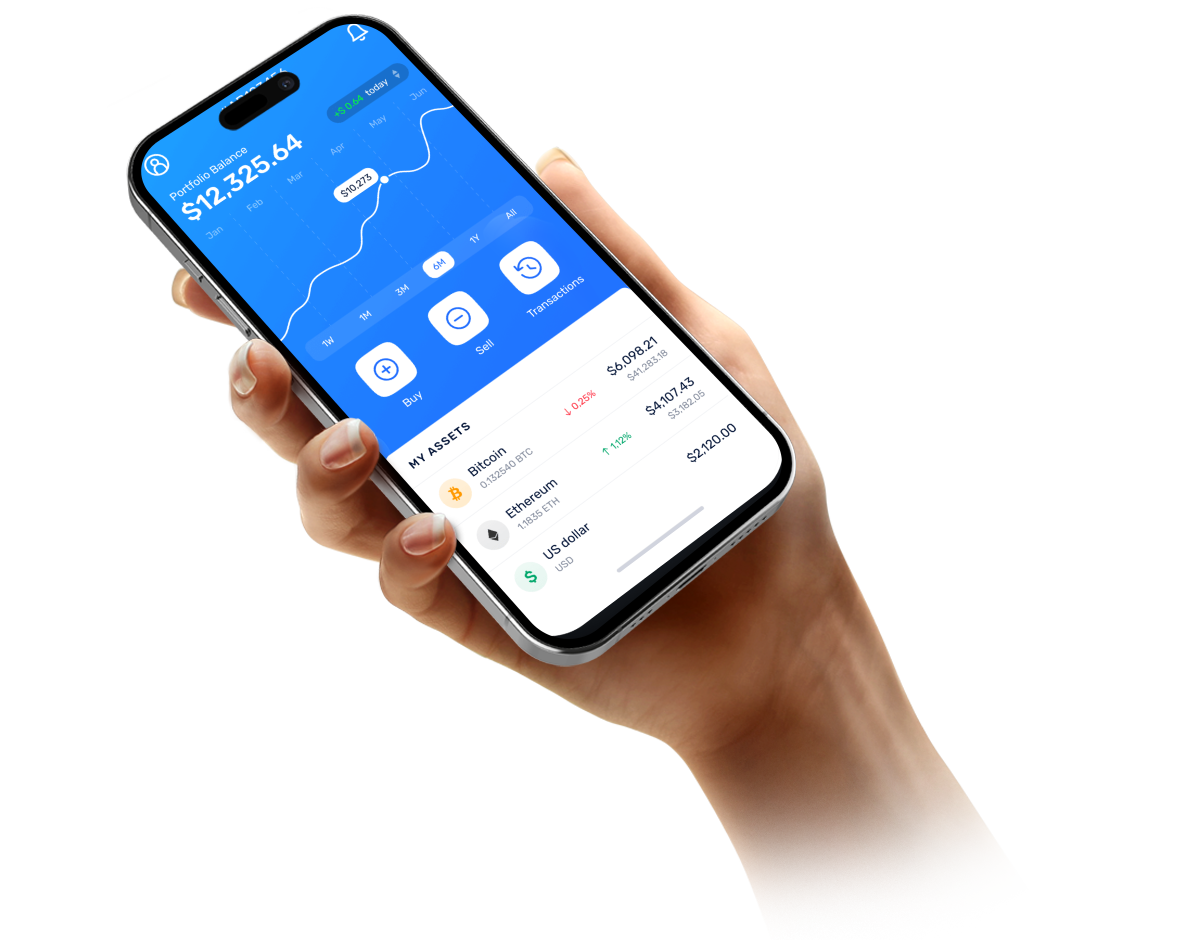 Portfolio Balance
$12,325.64
+$ 0.64 today
Jan
Feb
Mar
Apr
May
Jun
$10,273
1W
1M
3M
6M
1Y
All
Buy
Sell
Transactions
MY ASSETS
Bitcoin
0.132540 BTC
↓ 0,25%
$6,098.21
$41,283.18
Ethereum
1.1835 ETH
↑ 1.12%
$4,107.43
$3,182.05
US dollar
USD
$2,120.00